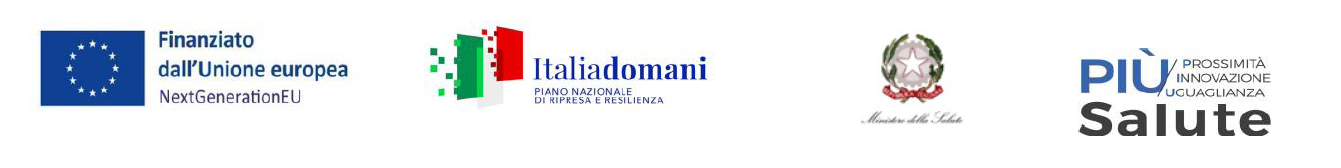 Finanziato
dall'Unione europea
NextGenerationEU
Italiadomani
PIANO NAZIONALE
DI RIPRESA E RESILIENZA
Ministero della Salute
PIÙ
PROSSIMITÀ
INNOVAZIONE
UGUAGLIANZA
Salute